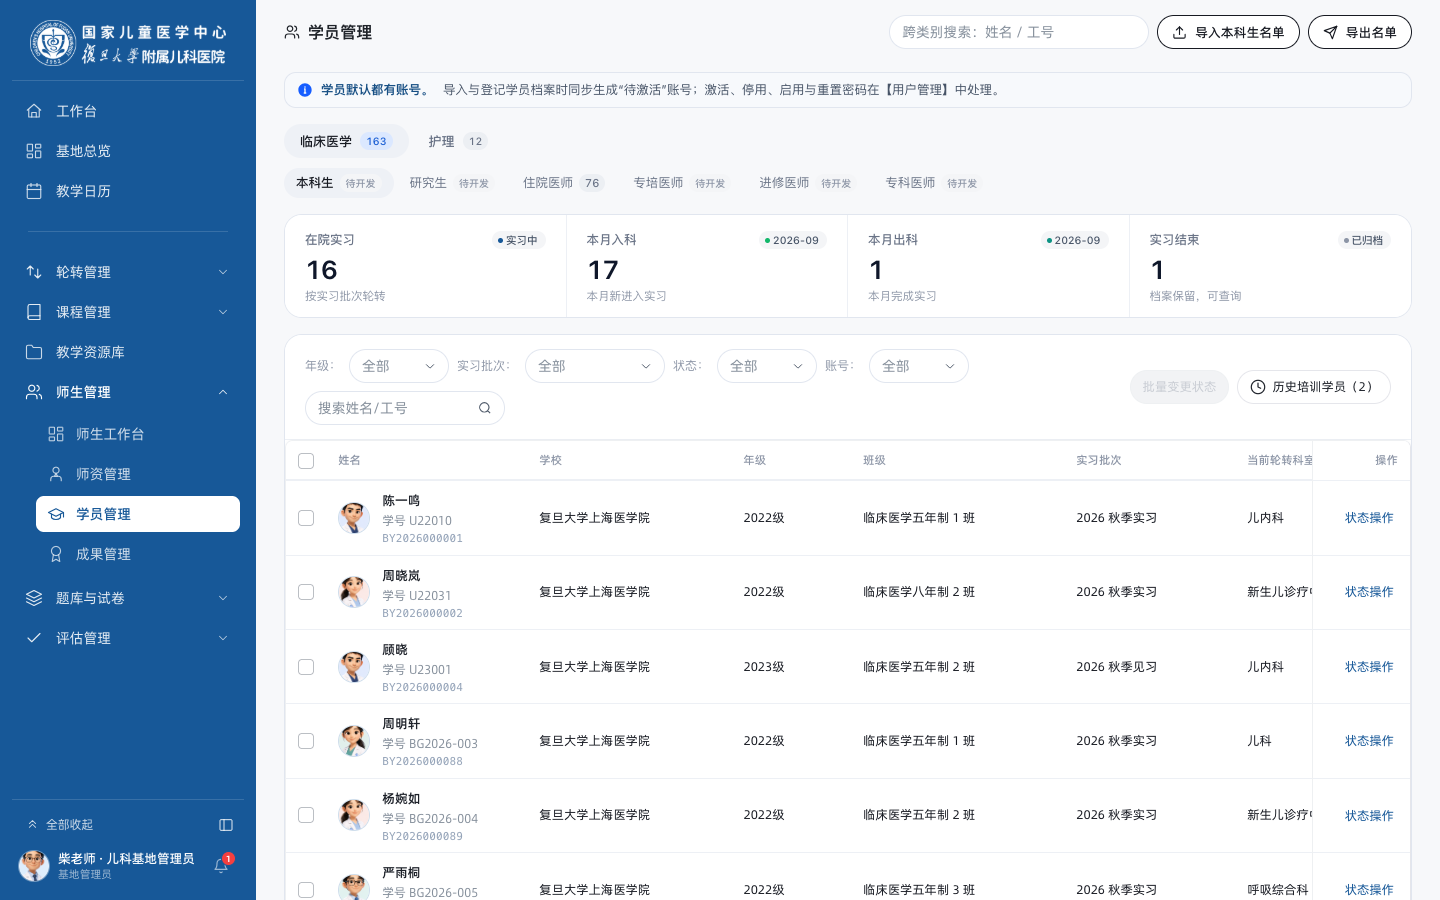 国家儿童医学中心
復旦大学附属儿科医院
工作台
基地总览
教学日历
轮转管理
课程管理
教学资源库
师生管理
师生工作台
师资管理
学员管理
成果管理
题库与试卷
评估管理
全部收起
柴老师 · 儿科基地管理员
基地管理员
1
学员管理
跨类别搜索：姓名 / 工号
导入本科生名单
导出名单
学员默认都有账号。 导入与登记学员档案时同步生成“待激活”账号；激活、停用、启用与重置密码在【用户管理】中处理。
临床医学 163 护理 12
本科生 待开发 研究生 待开发 住院医师 76 专培医师 待开发 进修医师 待开发 专科医师 待开发
在院实习 实习中
16
按实习批次轮转
本月入科 2026-09
17
本月新进入实习
本月出科 2026-09
1
本月完成实习
实习结束 已归档
1
档案保留，可查询
年级： 全部 实习批次： 全部 状态： 全部 账号： 全部
搜索姓名/工号
批量变更状态
历史培训学员（2）
姓名 学校 年级 班级 实习批次 当前轮转科室 操作
陈一鸣
学号 U22010
BY2026000001
复旦大学上海医学院 2022级 临床医学五年制 1 班 2026 秋季实习 儿内科 状态操作
周晓岚
学号 U22031
BY2026000002
复旦大学上海医学院 2022级 临床医学八年制 2 班 2026 秋季实习 新生儿诊疗 状态操作
顾晓
学号 U23001
BY2026000004
复旦大学上海医学院 2023级 临床医学五年制 2 班 2026 秋季见习 儿内科 状态操作
周明轩
学号 BG2026-003
BY2026000088
复旦大学上海医学院 2022级 临床医学五年制 1 班 2026 秋季实习 儿科 状态操作
杨婉如
学号 BG2026-004
BY2026000089
复旦大学上海医学院 2022级 临床医学五年制 2 班 2026 秋季实习 新生儿诊疗 状态操作
严雨桐
学号 BG2026-005
复旦大学上海医学院 2022级 临床医学五年制 3 班 2026 秋季实习 呼吸综合科 状态操作